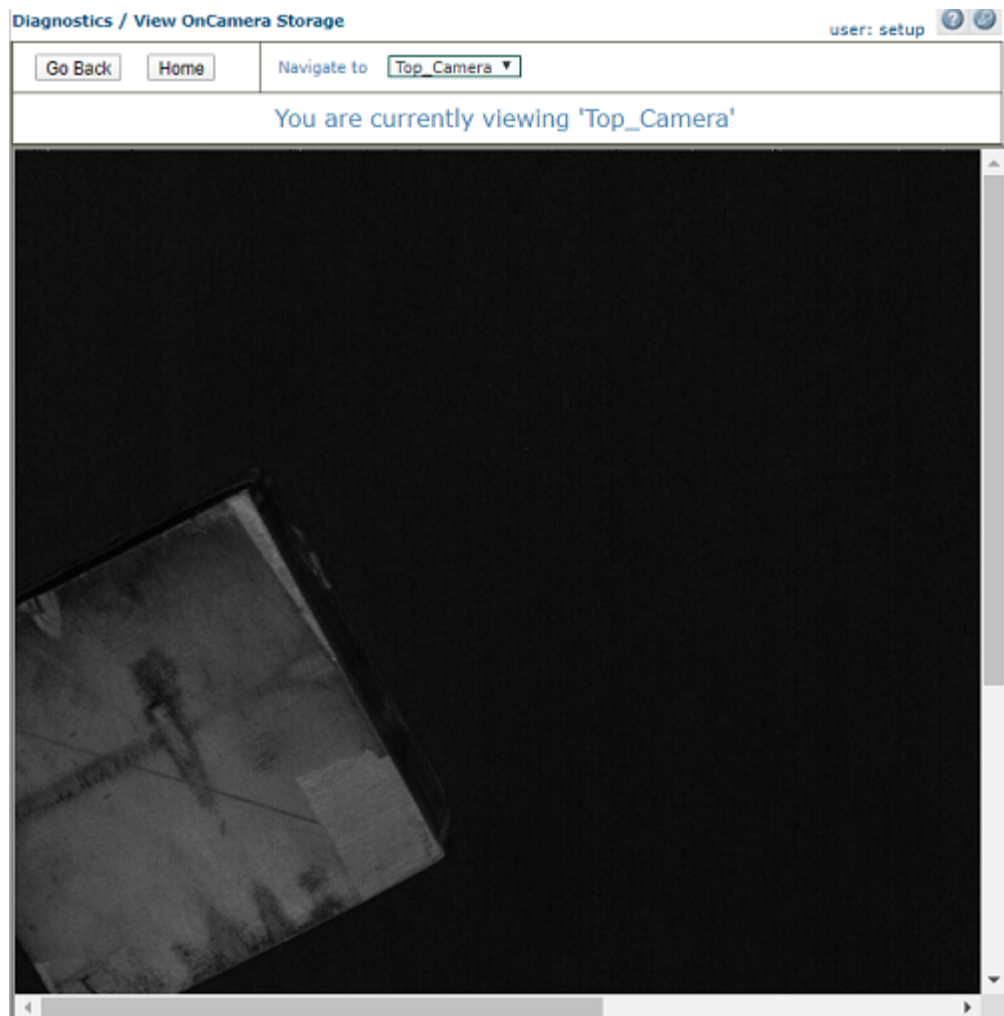 Diagnostics / View OnCamera Storage
user: setup
Go Back Home Navigate to Top_Camera
You are currently viewing 'Top_Camera'